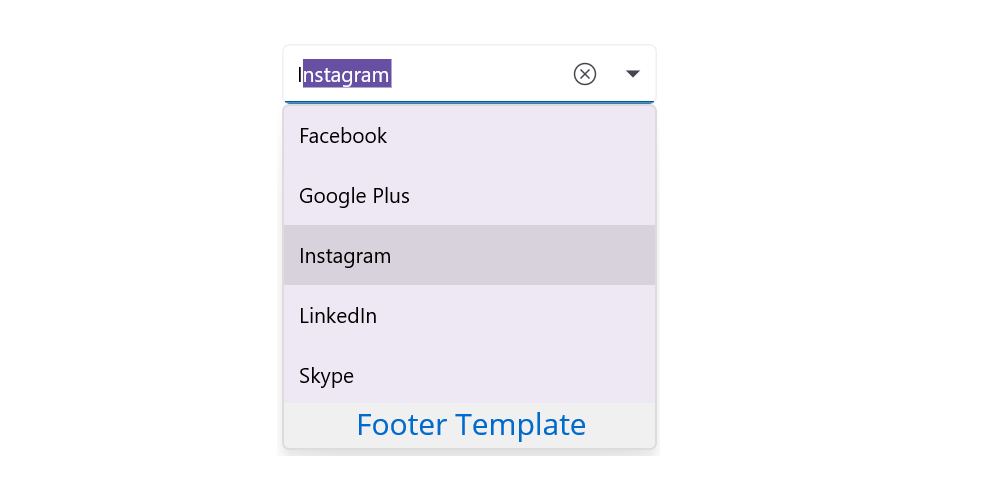 Instagram
Facebook
Google Plus
Instagram
LinkedIn
Skype
Footer Template